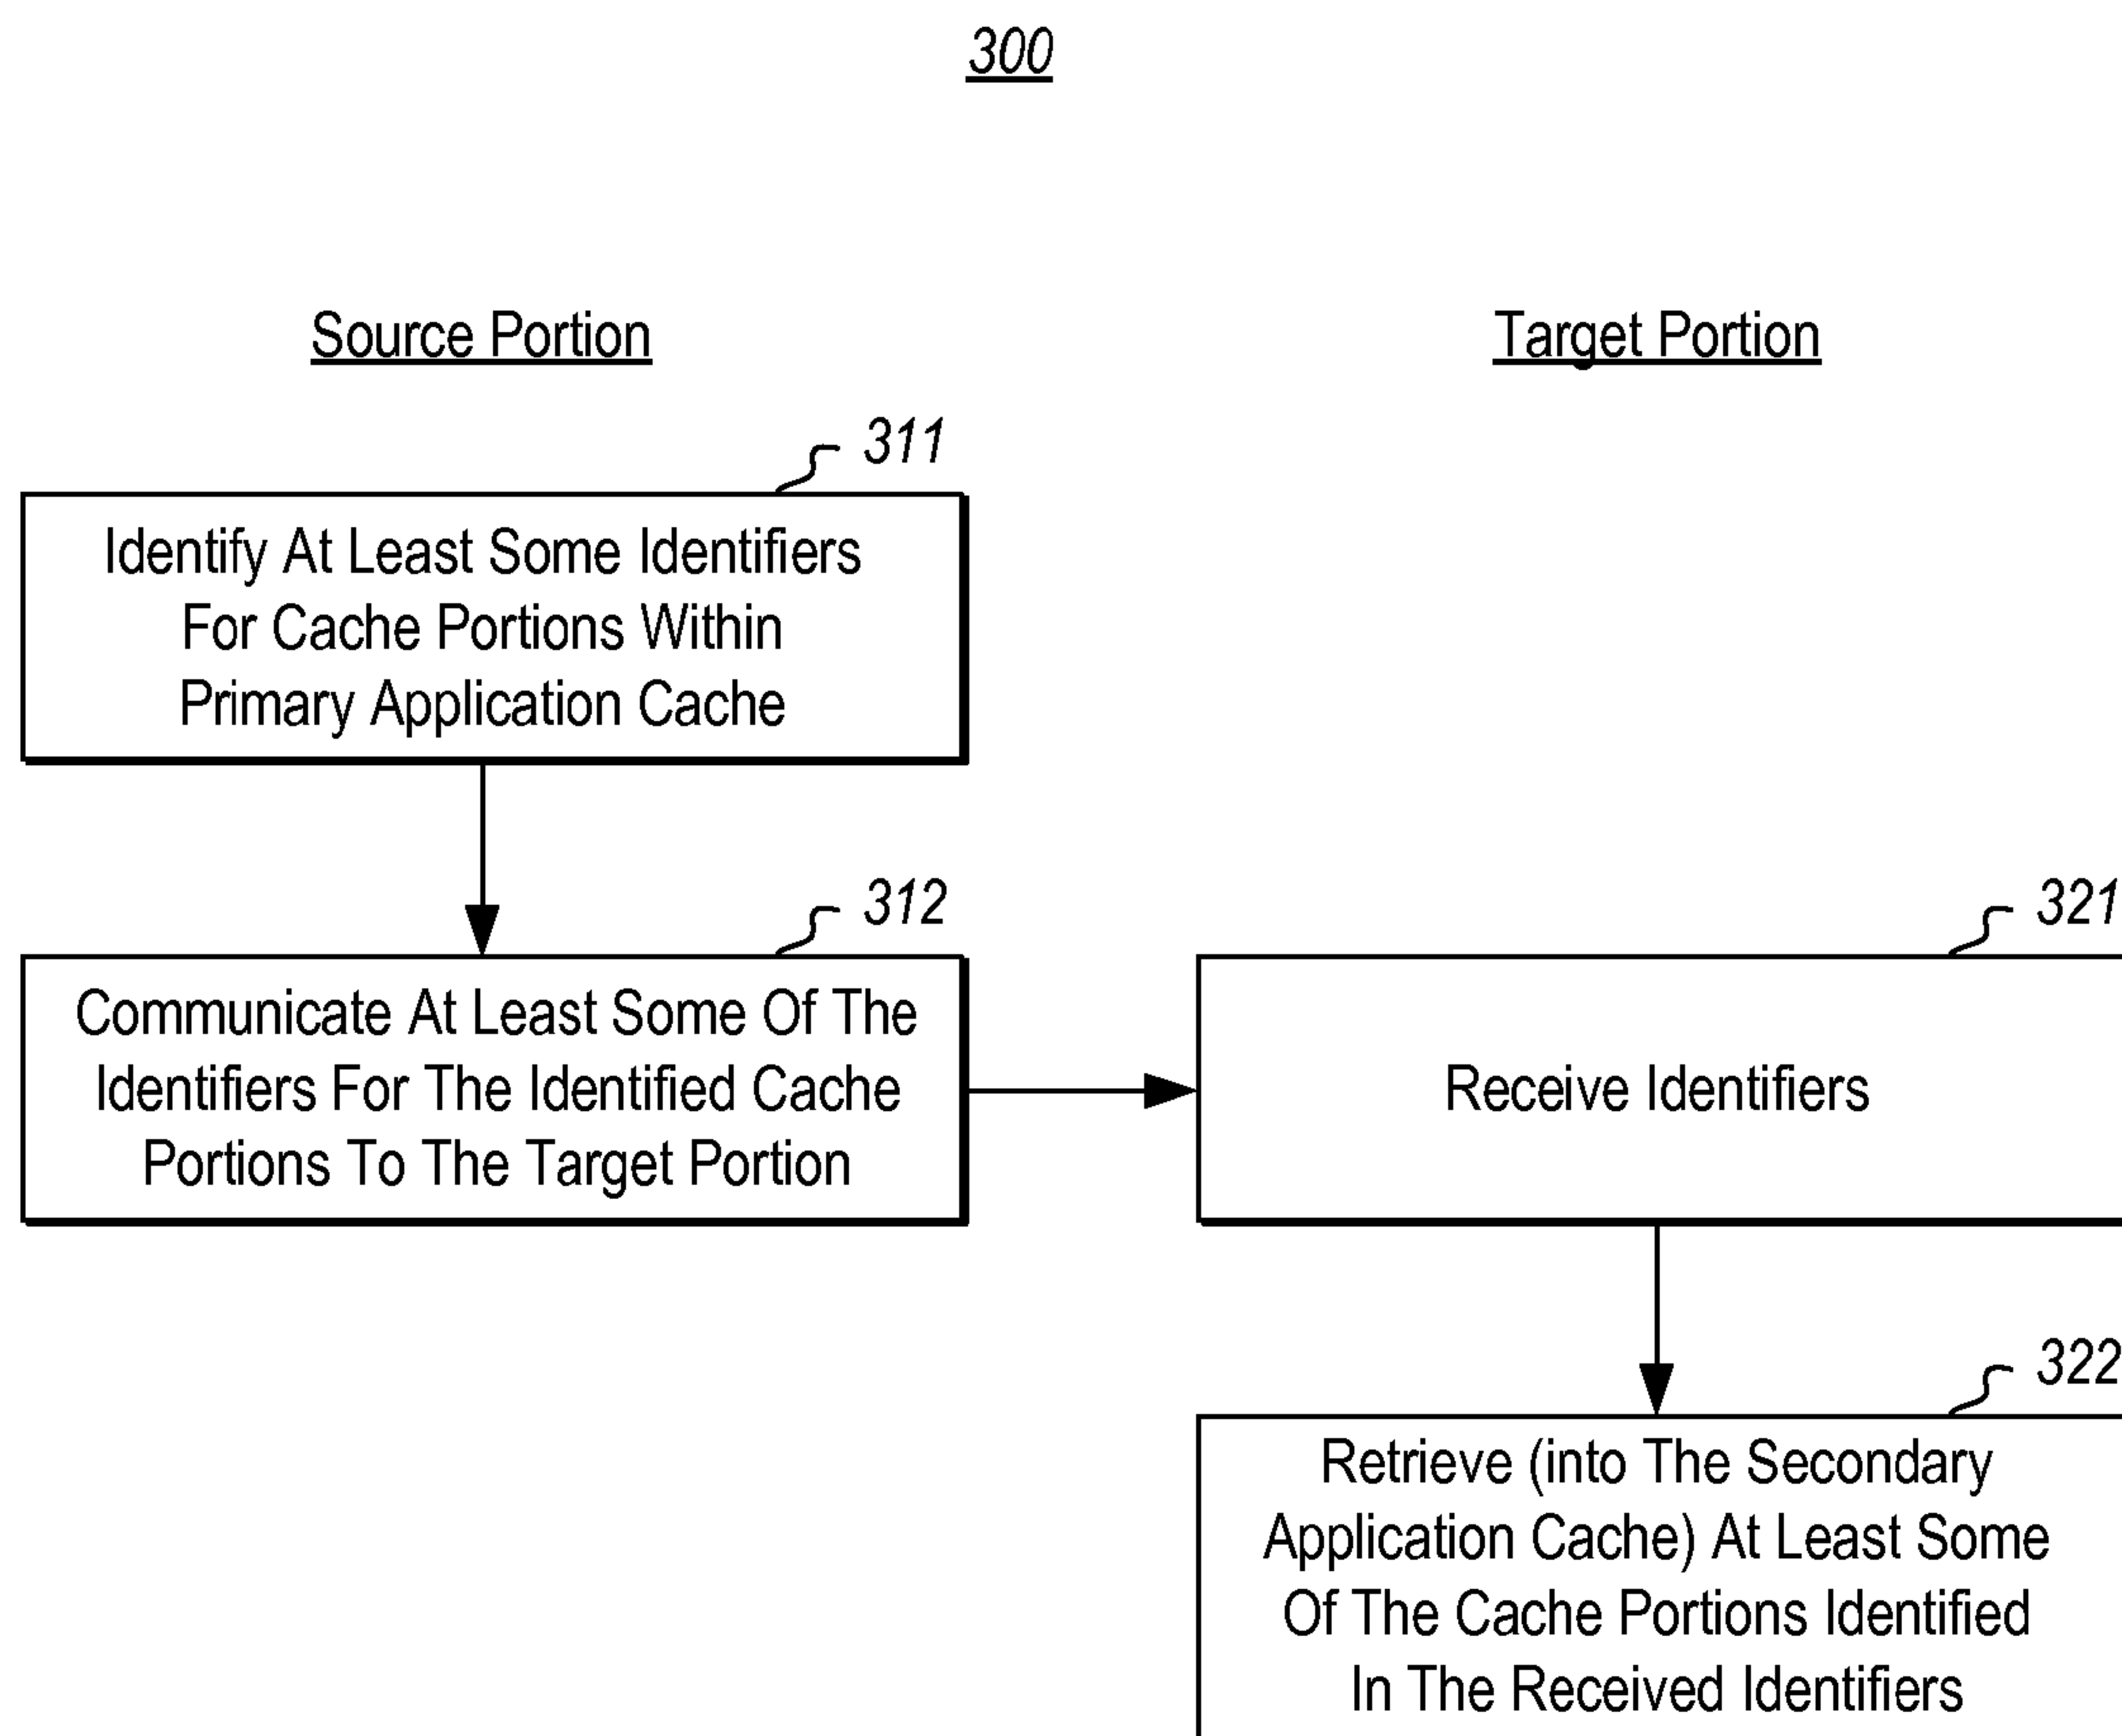 300
Source Portion
Target Portion
311
Identify At Least Some Identifiers
For Cache Portions Within
Primary Application Cache
312
Communicate At Least Some Of The
Identifiers For The Identified Cache
Portions To The Target Portion
321
Receive Identifiers
322
Retrieve (into The Secondary
Application Cache) At Least Some
Of The Cache Portions Identified
In The Received Identifiers